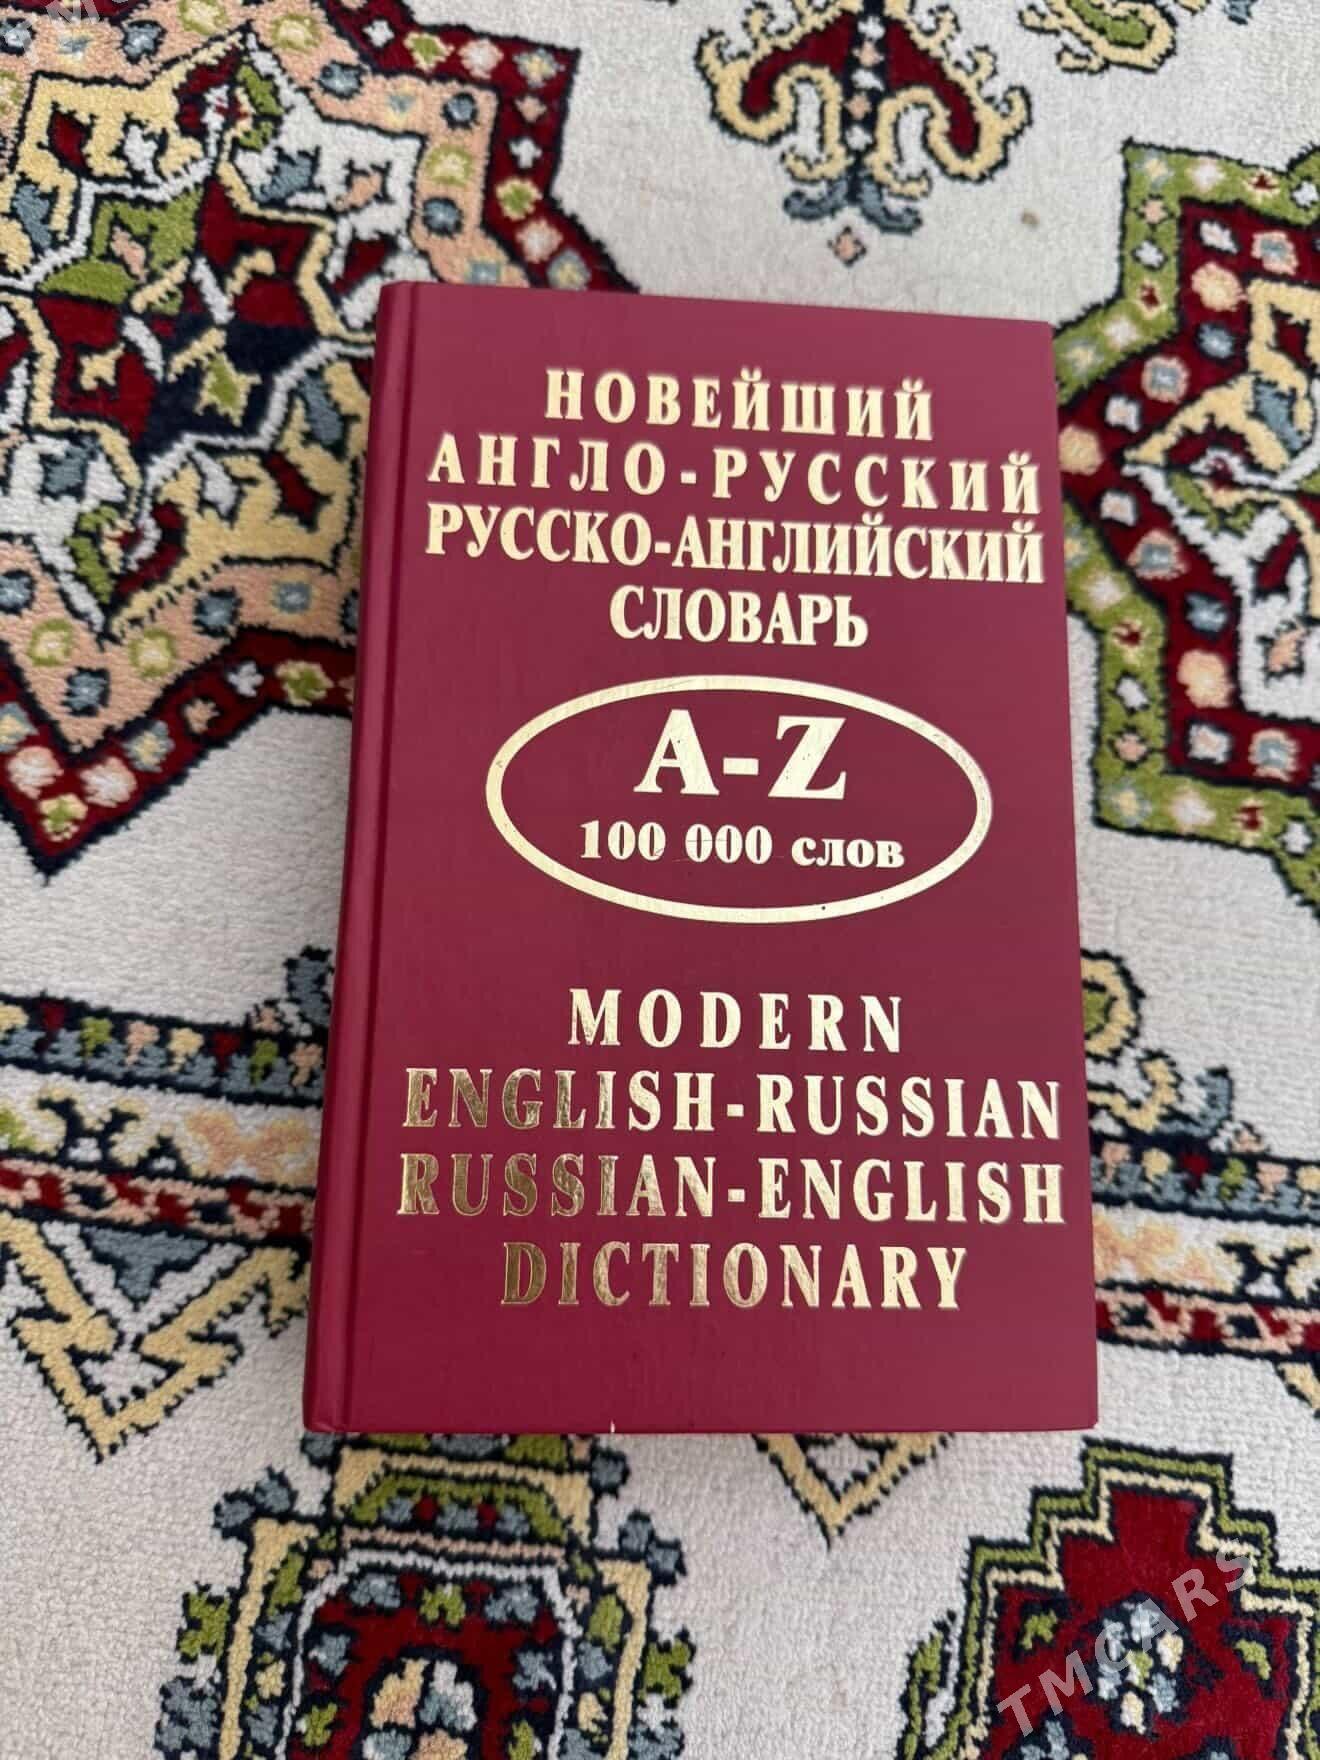 НОВЕЙШИЙ
АНГЛО-РУССКИЙ
РУССКО-АНГЛИЙСКИЙ
СЛОВАРЬ
A-Z
100 000 слов
MODERN
ENGLISH-RUSSIAN
RUSSIAN-ENGLISH
DICTIONARY
TMCARS